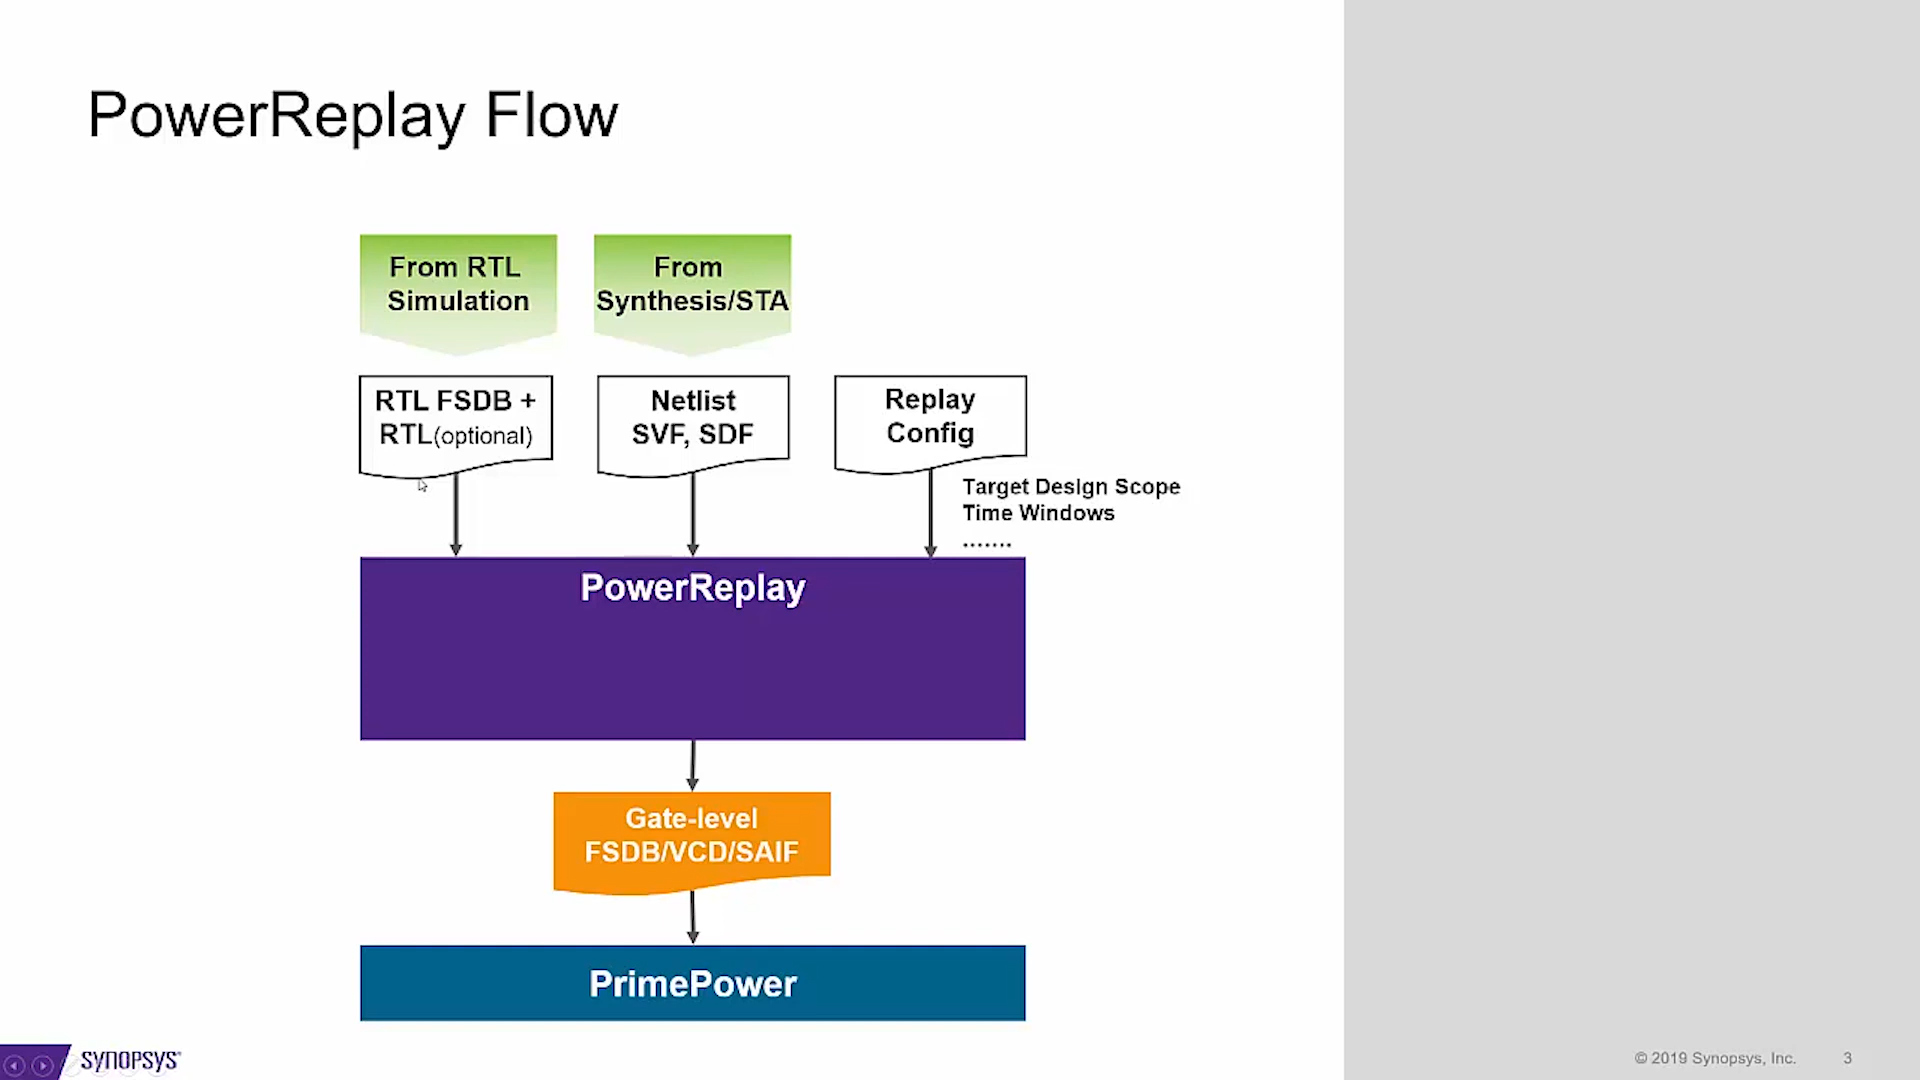 PowerReplay Flow
From RTL
Simulation
From
Synthesis/STA
RTL FSDB +
RTL(optional)
Netlist
SVF, SDF
Replay
Config
Target Design Scope
Time Windows
.......
PowerReplay
Gate-level
FSDB/VCD/SAIF
PrimePower
SYNOPSYS®
© 2019 Synopsys, Inc.
3